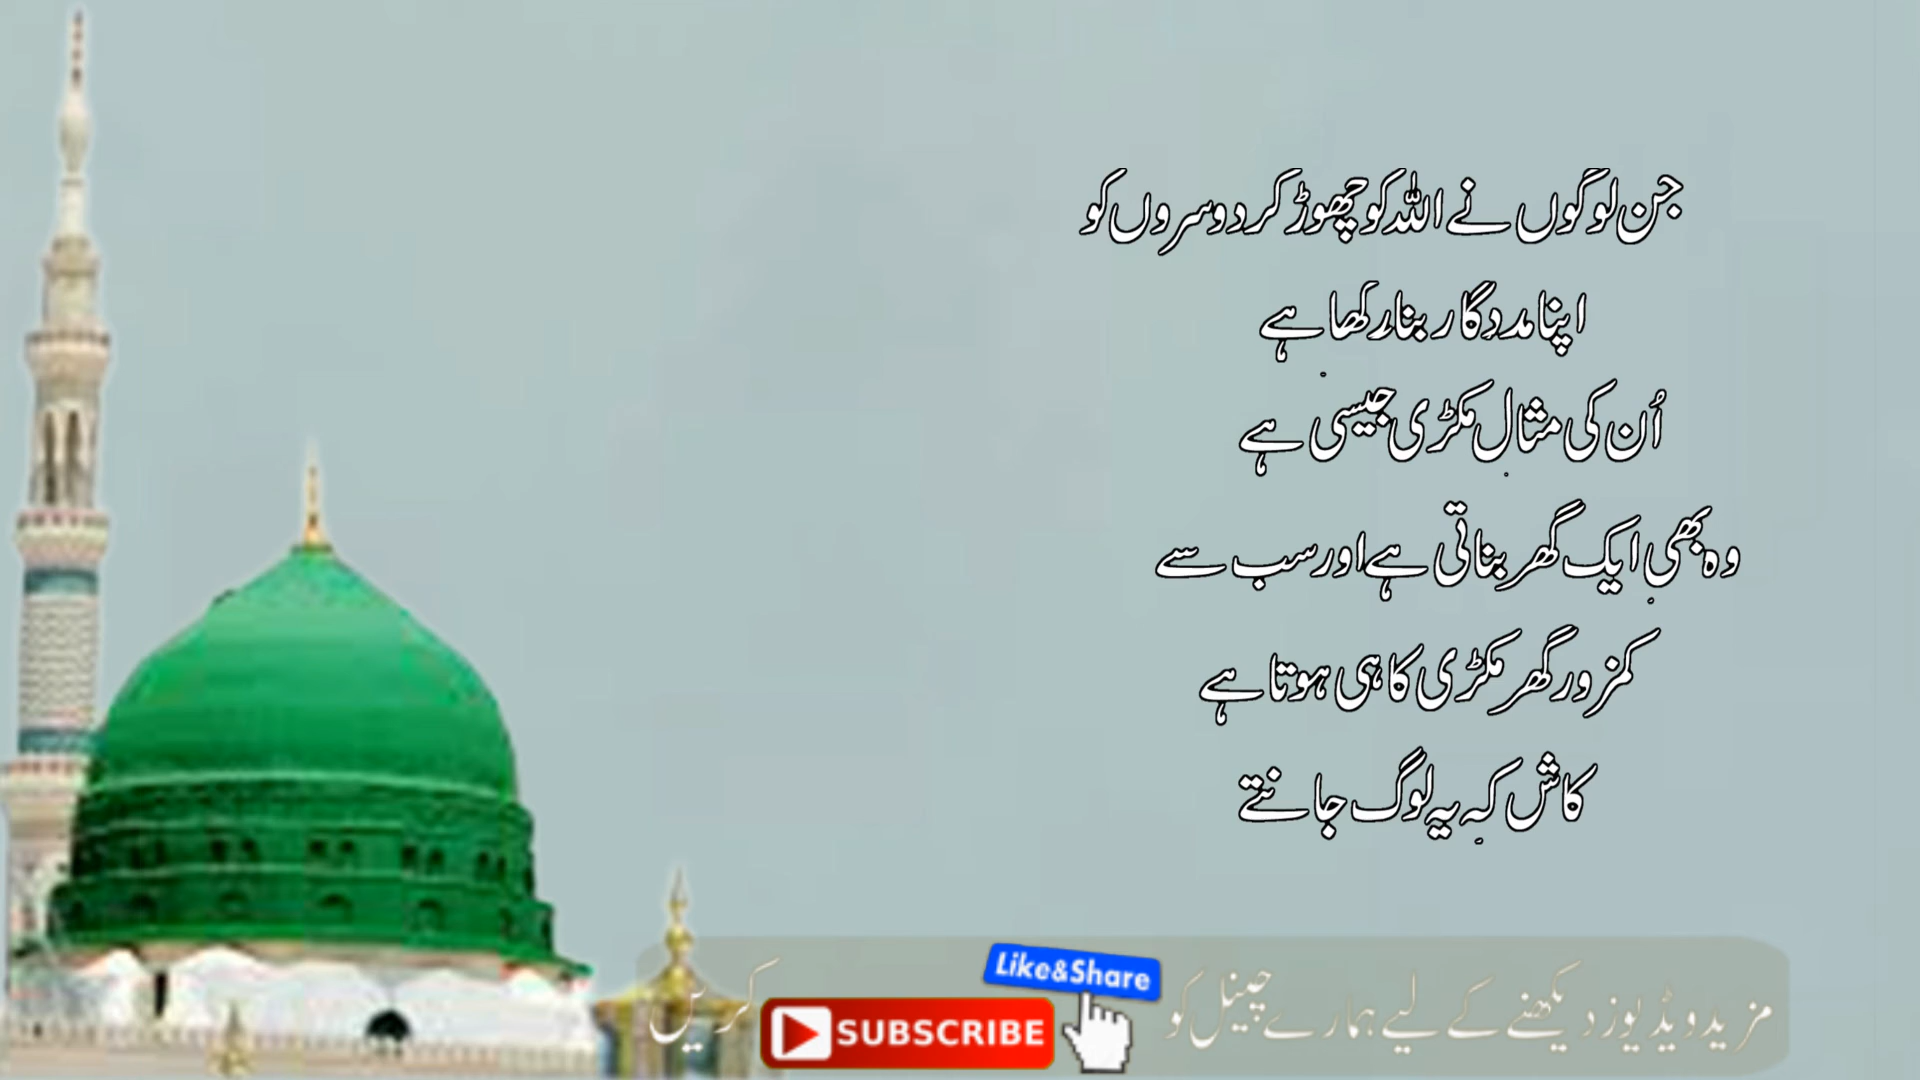 جن لوگوں نے اللہ کو چھوڑ کر دوسروں کو
اپنا مددگار بنا رکھا ہے
اُن کی مثال مکڑی جیسی ہے
وہ بھی ایک گھر بناتی ہے اور سب سے
کمزور گھر مکڑی کا ہی ہوتا ہے
کاش کہ یہ لوگ جانتے
Like&Share
مزید ویڈیوز دیکھنے کے لیے ہمارے چینل کو SUBSCRIBE کریں